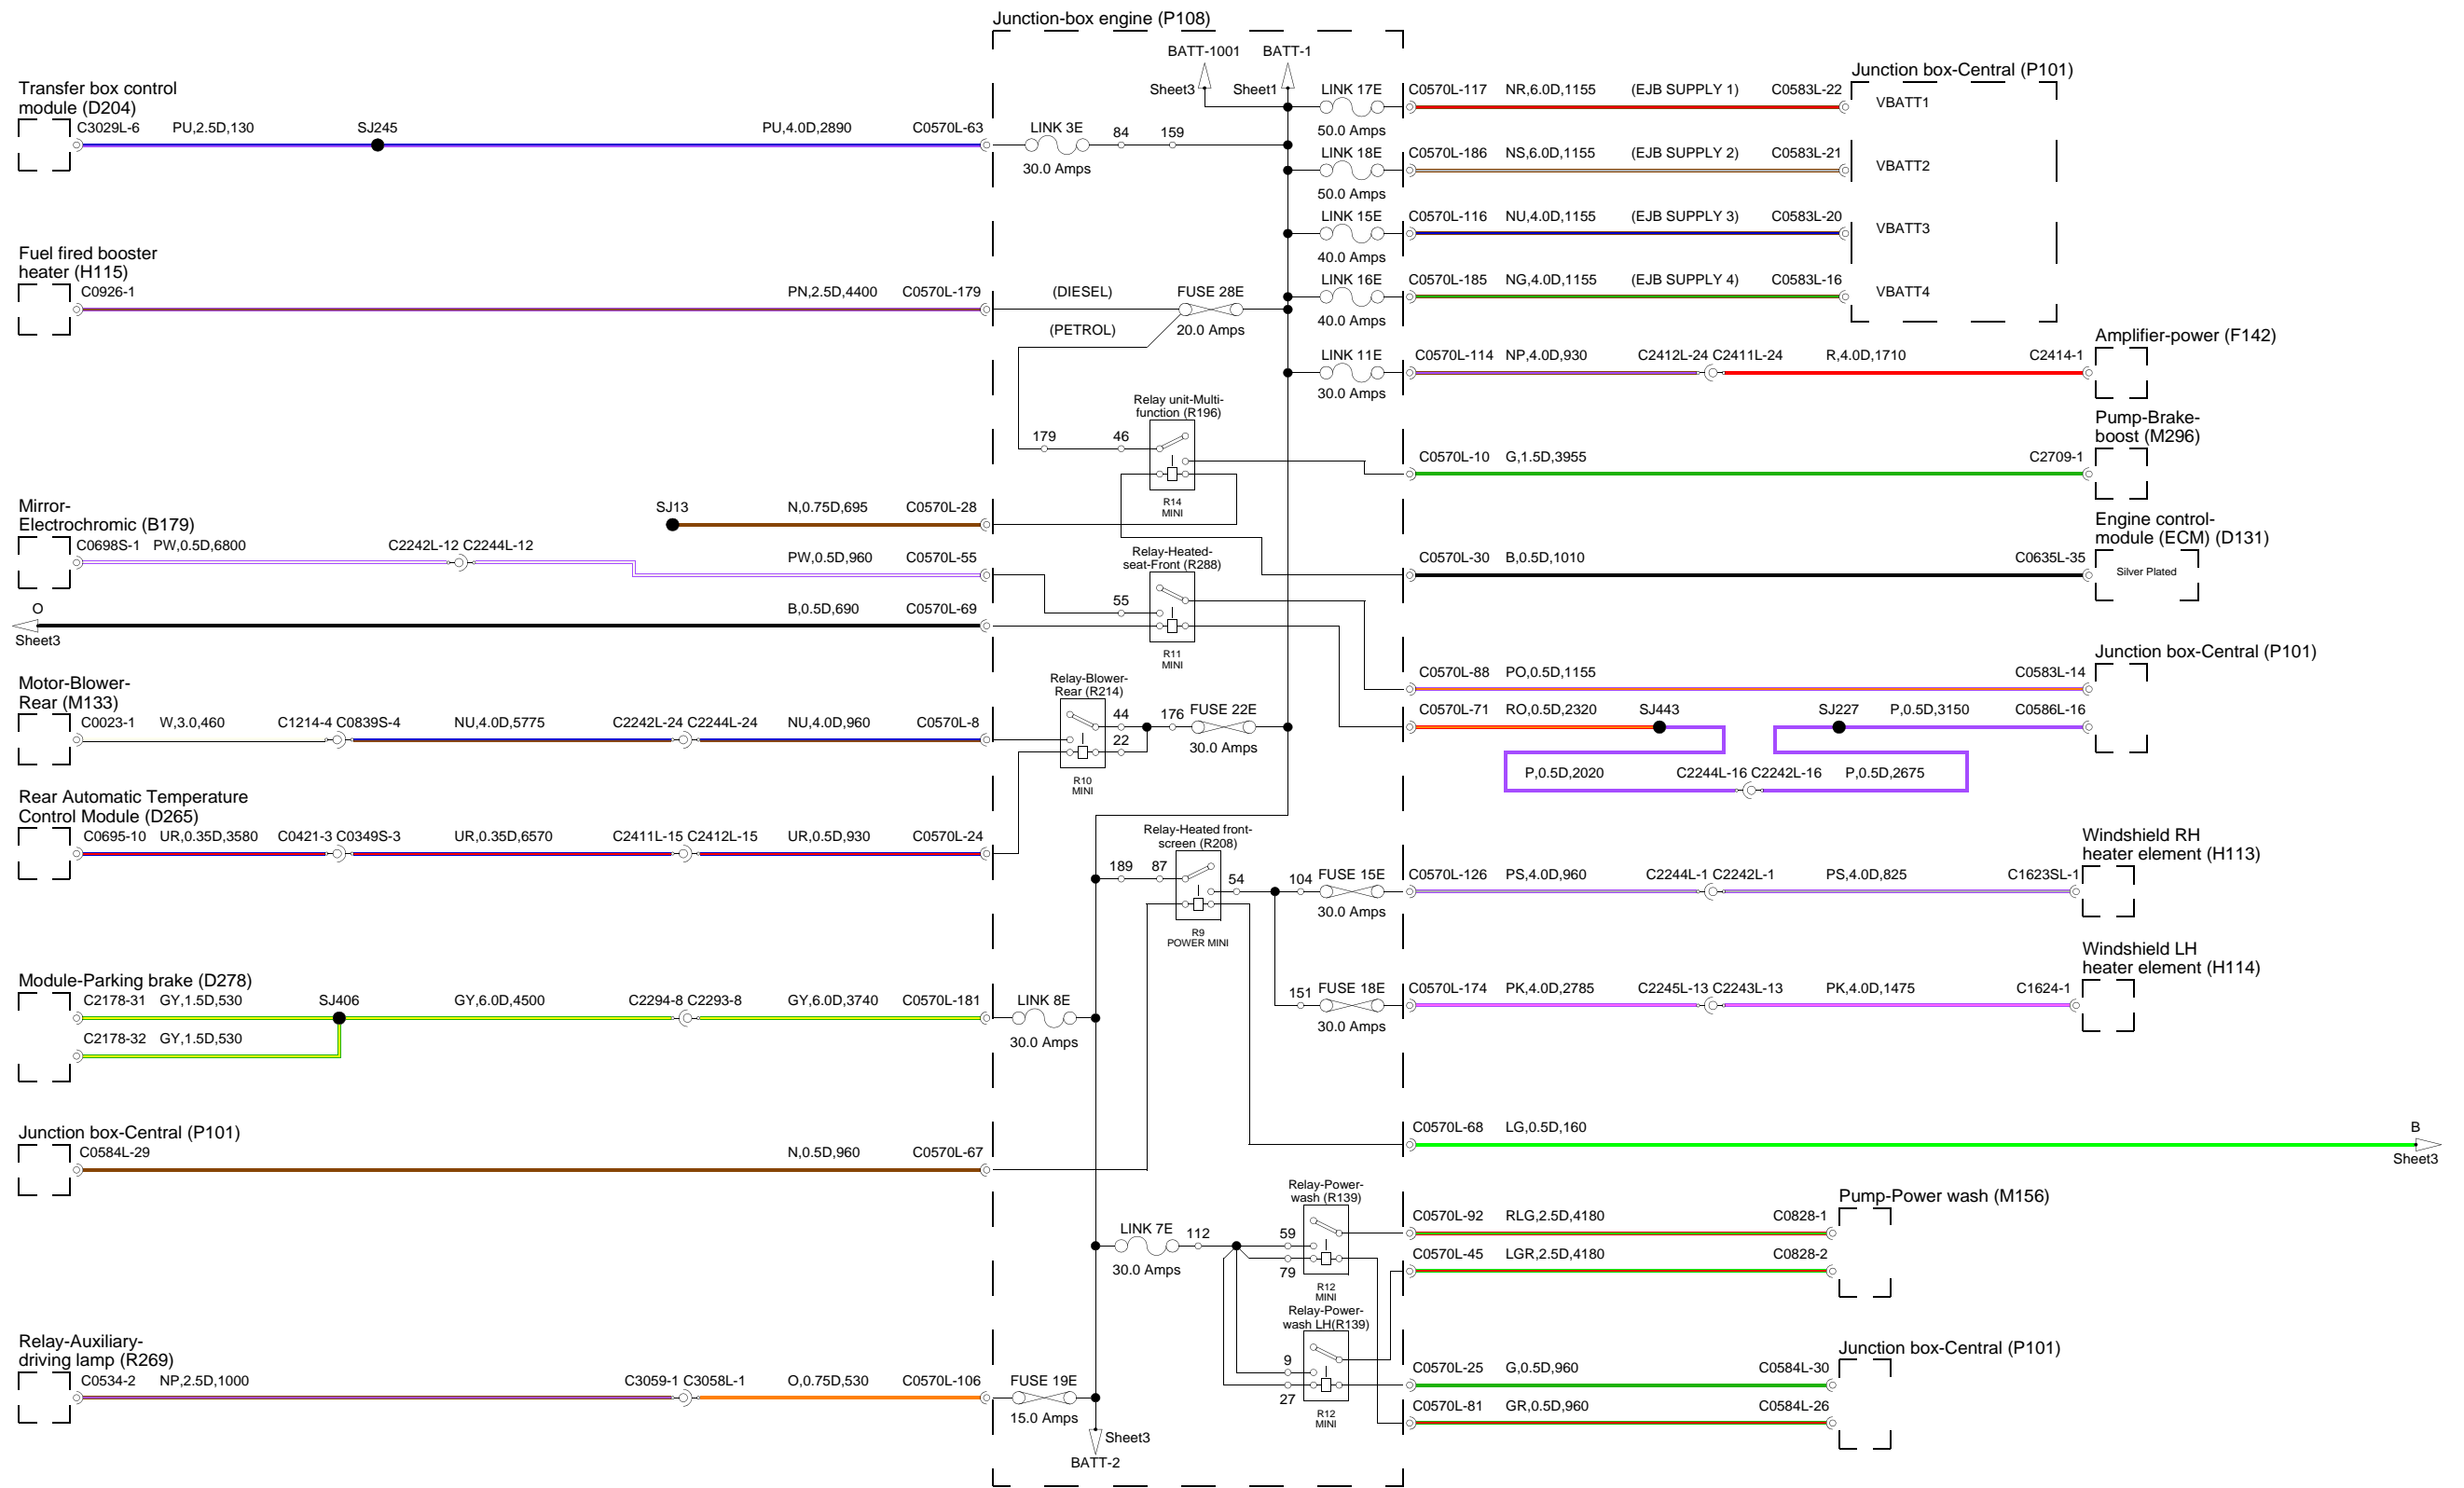 Junction-box engine (P108)
BATT-1001 BATT-1
Sheet3 Sheet1
Transfer box control
module (D204)
C3029L-6 PU,2.5D,130 SJ245 PU,4.0D,2890 C0570L-63
LINK 3E 84 159
30.0 Amps
Fuel fired booster
heater (H115)
C0926-1 PN,2.5D,4400 C0570L-179
(DIESEL) FUSE 28E
(PETROL) 20.0 Amps
Relay unit-Multi-
function (R196)
179 46
R14
MINI
SJ13 N,0.75D,695 C0570L-28
Mirror-
Electrochromic (B179)
C0698S-1 PW,0.5D,6800 C2242L-12 C2244L-12
PW,0.5D,960 C0570L-55
Relay-Heated-
seat-Front (R288)
55
R11
MINI
O
Sheet3
B,0.5D,690 C0570L-69
Motor-Blower-
Rear (M133)
C0023-1 W,3.0,460 C1214-4 C0839S-4 NU,4.0D,5775 C2242L-24 C2244L-24 NU,4.0D,960 C0570L-8
Relay-Blower-
Rear (R214)
44 176 FUSE 22E
22 30.0 Amps
R10
MINI
Rear Automatic Temperature
Control Module (D265)
C0695-10 UR,0.35D,3580 C0421-3 C0349S-3 UR,0.35D,6570 C2411L-15 C2412L-15 UR,0.5D,930 C0570L-24
Relay-Heated front-
screen (R208)
189 87 54
R9
POWER MINI
104 FUSE 15E
30.0 Amps
151 FUSE 18E
30.0 Amps
Module-Parking brake (D278)
C2178-31 GY,1.5D,530 SJ406 GY,6.0D,4500 C2294-8 C2293-8 GY,6.0D,3740 C0570L-181
C2178-32 GY,1.5D,530
LINK 8E
30.0 Amps
Junction box-Central (P101)
C0584L-29 N,0.5D,960 C0570L-67
Relay-Power-
wash (R139)
LINK 7E 112 59
30.0 Amps 79
R12
MINI
Relay-Power-
wash LH(R139)
9
27
R12
MINI
Relay-Auxiliary-
driving lamp (R269)
C0534-2 NP,2.5D,1000 C3059-1 C3058L-1 O,0.75D,530 C0570L-106
FUSE 19E
15.0 Amps
Sheet3
BATT-2
Junction box-Central (P101)
LINK 17E C0570L-117 NR,6.0D,1155 (EJB SUPPLY 1) C0583L-22 VBATT1
50.0 Amps
LINK 18E C0570L-186 NS,6.0D,1155 (EJB SUPPLY 2) C0583L-21 VBATT2
50.0 Amps
LINK 15E C0570L-116 NU,4.0D,1155 (EJB SUPPLY 3) C0583L-20 VBATT3
40.0 Amps
LINK 16E C0570L-185 NG,4.0D,1155 (EJB SUPPLY 4) C0583L-16 VBATT4
40.0 Amps
Amplifier-power (F142)
LINK 11E C0570L-114 NP,4.0D,930 C2412L-24 C2411L-24 R,4.0D,1710 C2414-1
30.0 Amps
Pump-Brake-
boost (M296)
C0570L-10 G,1.5D,3955 C2709-1
Engine control-
module (ECM) (D131)
C0570L-30 B,0.5D,1010 C0635L-35
Silver Plated
Junction box-Central (P101)
C0570L-88 PO,0.5D,1155 C0583L-14
C0570L-71 RO,0.5D,2320 SJ443 SJ227 P,0.5D,3150 C0586L-16
P,0.5D,2020 C2244L-16 C2242L-16 P,0.5D,2675
Windshield RH
heater element (H113)
C0570L-126 PS,4.0D,960 C2244L-1 C2242L-1 PS,4.0D,825 C1623SL-1
Windshield LH
heater element (H114)
C0570L-174 PK,4.0D,2785 C2245L-13 C2243L-13 PK,4.0D,1475 C1624-1
C0570L-68 LG,0.5D,160
B
Sheet3
Pump-Power wash (M156)
C0570L-92 RLG,2.5D,4180 C0828-1
C0570L-45 LGR,2.5D,4180 C0828-2
Junction box-Central (P101)
C0570L-25 G,0.5D,960 C0584L-30
C0570L-81 GR,0.5D,960 C0584L-26